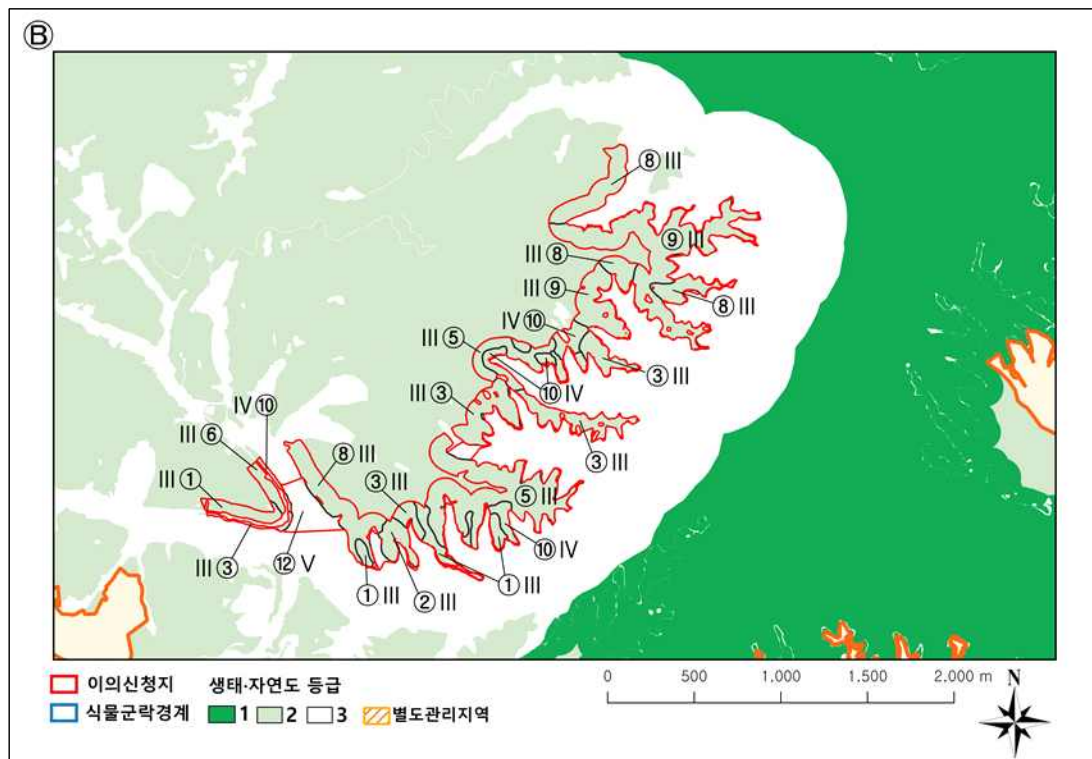 Ⓑ
⑧ III
⑨ III
III ⑧
III ⑨
⑧ III
IV ⑩
III ⑤
③ III
⑩ IV
III ③
③ III
IV ⑩
III ⑥
⑧ III
III ①
③ III
⑤ III
⑩ IV
III ③
⑫ V
① III
① III
② III
이의신청지 생태·자연도 등급
식물군락경계 1 2 3 별도관리지역
0 500 1.000 1.500 2.000 m
N